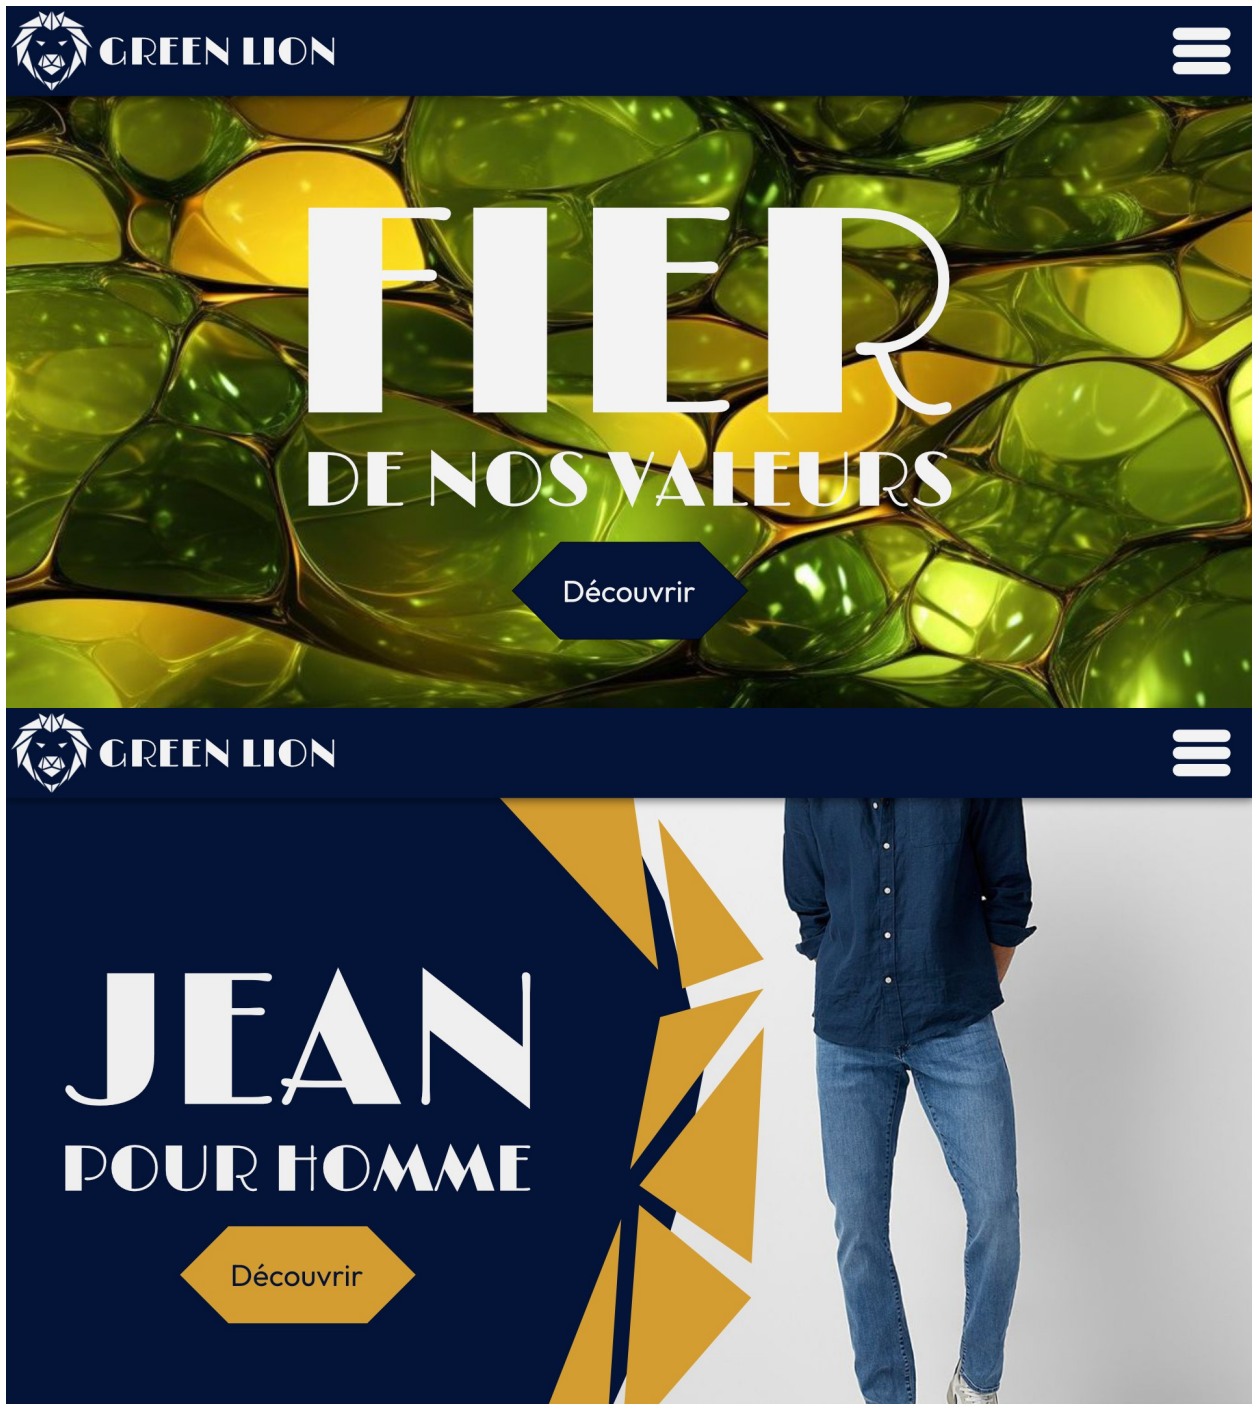 GREEN LION
FIER
DE NOS VALEURS
Découvrir
GREEN LION
JEAN
POUR HOMME
Découvrir